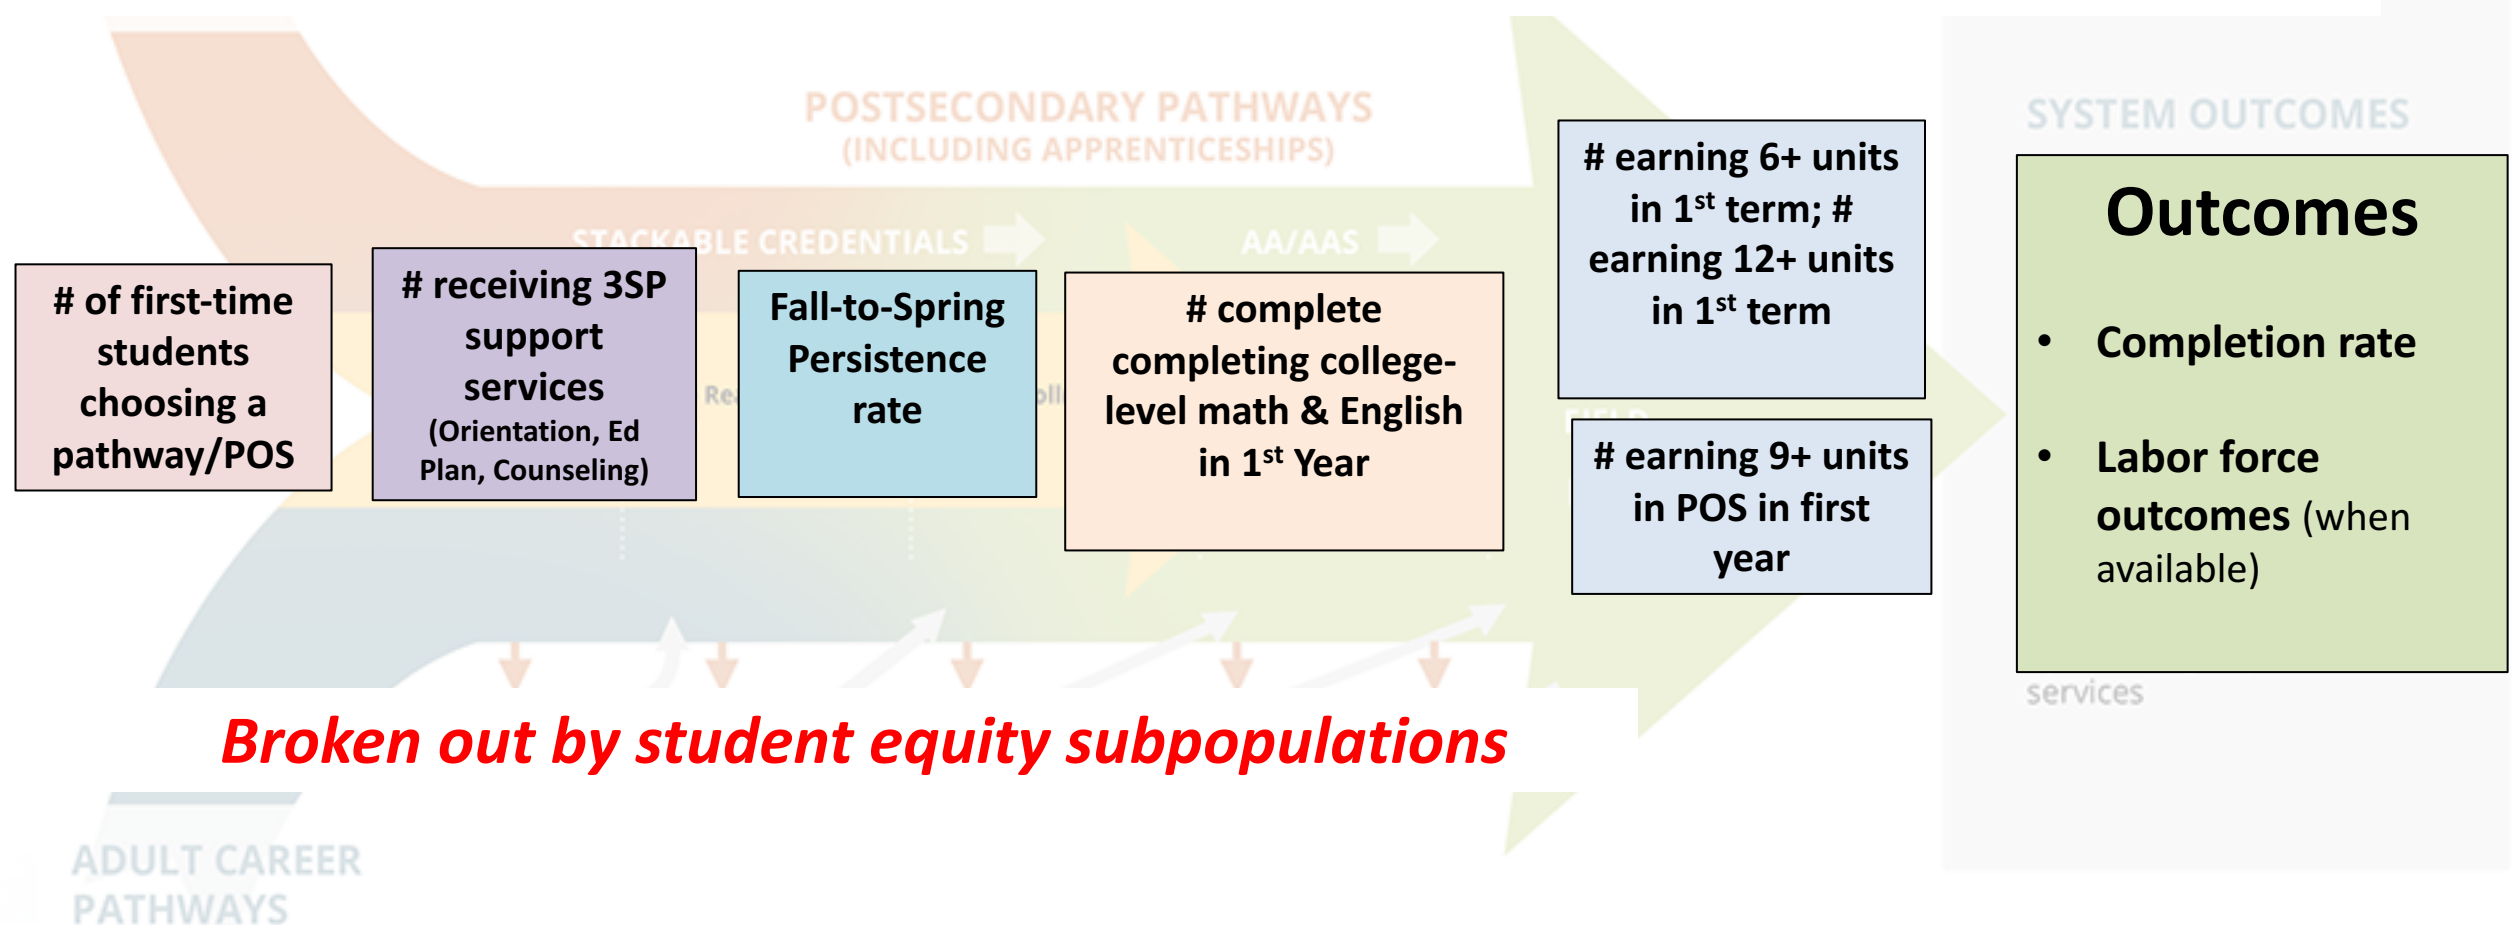 POSTSECONDARY PATHWAYS
(INCLUDING APPRENTICESHIPS)
SYSTEM OUTCOMES
STACKABLE CREDENTIALS
AA/AAS
# of first-time
students
choosing a
pathway/POS
# receiving 3SP
support
services
(Orientation, Ed
Plan, Counseling)
Fall-to-Spring
Persistence
rate
# complete
completing college-
level math & English
in 1st Year
# earning 6+ units
in 1st term; #
earning 12+ units
in 1st term
FIELD
# earning 9+ units
in POS in first
year
Outcomes
• Completion rate
• Labor force
outcomes (when
available)
services
Broken out by student equity subpopulations
ADULT CAREER
PATHWAYS